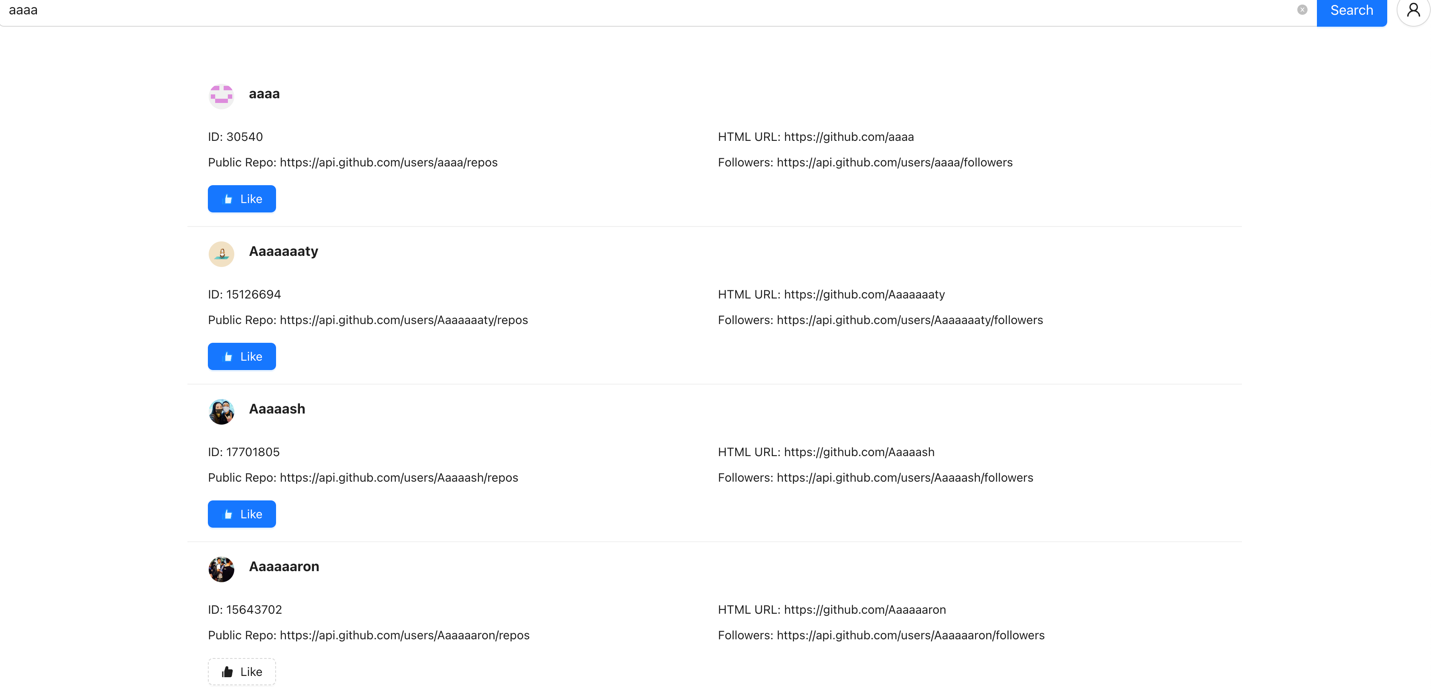 aaaa Search
aaaa
ID: 30540 HTML URL: https://github.com/aaaa
Public Repo: https://api.github.com/users/aaaa/repos Followers: https://api.github.com/users/aaaa/followers
Like
Aaaaaaaty
ID: 15126694 HTML URL: https://github.com/Aaaaaaaty
Public Repo: https://api.github.com/users/Aaaaaaaty/repos Followers: https://api.github.com/users/Aaaaaaaty/followers
Like
Aaaaash
ID: 17701805 HTML URL: https://github.com/Aaaaash
Public Repo: https://api.github.com/users/Aaaaash/repos Followers: https://api.github.com/users/Aaaaash/followers
Like
Aaaaaaron
ID: 15643702 HTML URL: https://github.com/Aaaaaaron
Public Repo: https://api.github.com/users/Aaaaaaron/repos Followers: https://api.github.com/users/Aaaaaaron/followers
Like